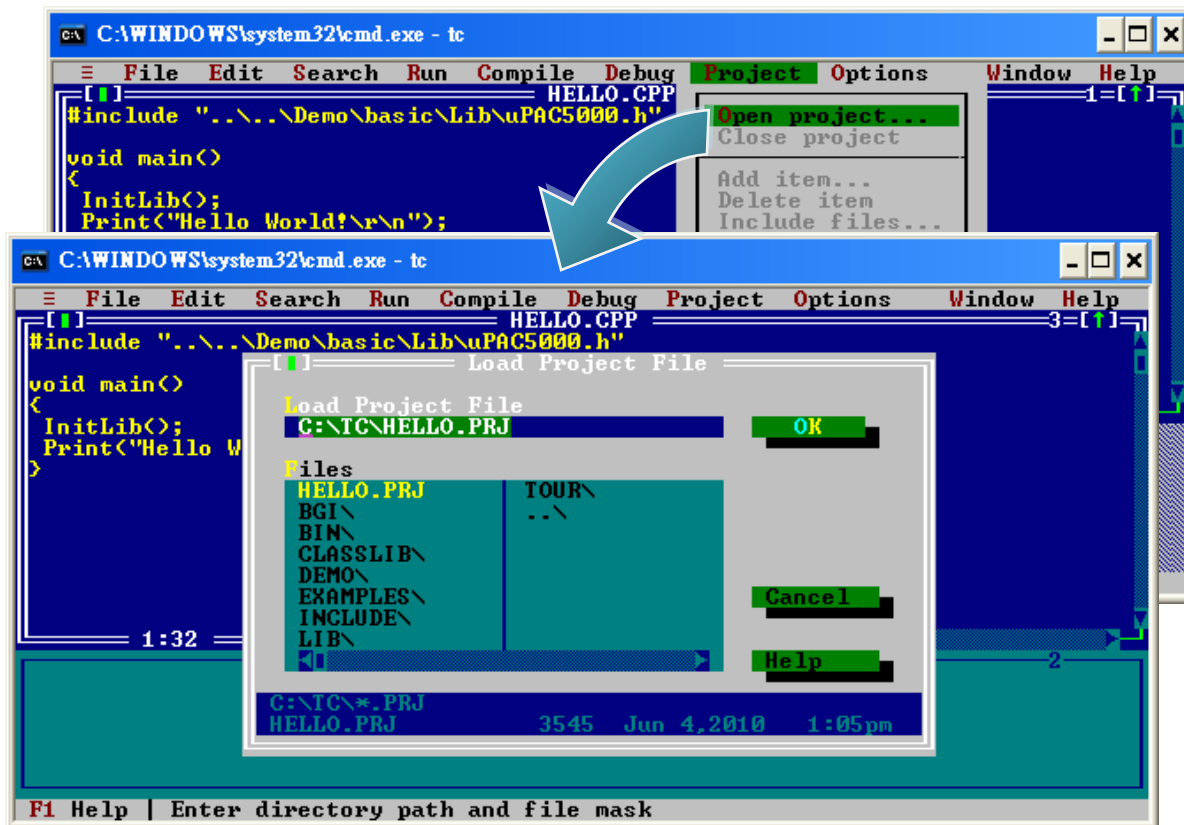 C:\WINDOWS\system32\cmd.exe - tc
≡ File Edit Search Run Compile Debug Project Options Window Help
[▮] HELLO.CPP 1=[↑]
#include "..\..\Demo\basic\Lib\uPAC5000.h"
void main()
{
InitLib();
Print("Hello World!\r\n");
Open project...
Close project
Add item...
Delete item
Include files...
C:\WINDOWS\system32\cmd.exe - tc
≡ File Edit Search Run Compile Debug Project Options Window Help
[▮] HELLO.CPP 3=[↑]
#include "..\..\Demo\basic\Lib\uPAC5000.h"
void main()
{
InitLib();
Print("Hello W
}
1:32
[▮] Load Project File
Load Project File
C:\TC\HELLO.PRJ
OK
Files
HELLO.PRJ TOUR\
BGI\ ..\
BIN\
CLASSLIB\
DEMO\
EXAMPLES\
INCLUDE\
LIB\
Cancel
Help
C:\TC\*.PRJ
HELLO.PRJ 3545 Jun 4,2010 1:05pm
2
F1 Help | Enter directory path and file mask